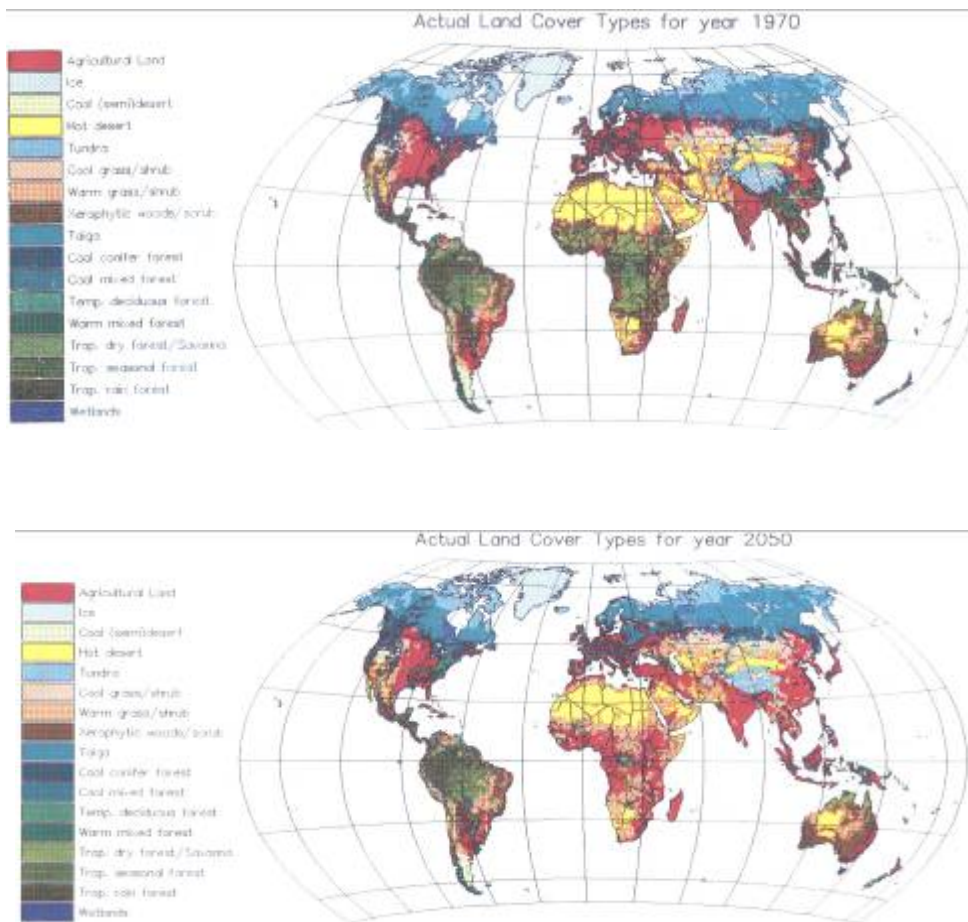 Actual Land Cover Types for year 1970
Agricultural Land
Ice
Cool (semi)desert
Hot desert
Tundra
Cool grass/shrub
Warm grass/shrub
Xerophytic woods/scrub
Taiga
Cool conifer forest
Cool mixed forest
Temp. deciduous forest
Warm mixed forest
Trop. dry forest/Savanna
Trop. seasonal forest
Trop. rain forest
Wetlands
Actual Land Cover Types for year 2050
Agricultural Land
Ice
Cool (semi)desert
Hot desert
Tundra
Cool grass/shrub
Warm grass/shrub
Xerophytic woods/scrub
Taiga
Cool conifer forest
Cool mixed forest
Temp. deciduous forest
Warm mixed forest
Trop. dry forest/Savanna
Trop. seasonal forest
Trop. rain forest
Wetlands